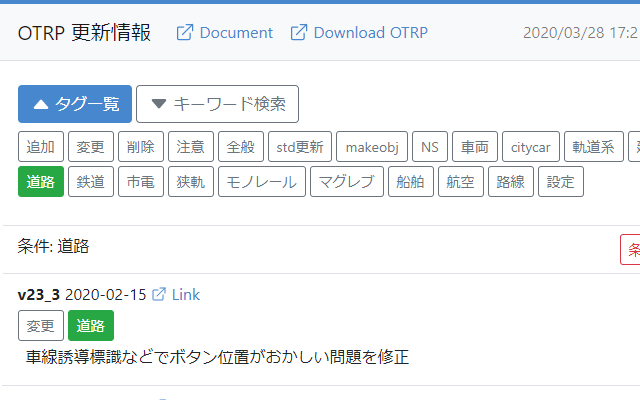 OTRP 更新情報 Document Download OTRP 2020/03/28 17:2
タグ一覧 キーワード検索
追加 変更 削除 注意 全般 std更新 makeobj NS 車両 citycar 軌道系
道路 鉄道 市電 狭軌 モノレール マグレブ 船舶 航空 路線 設定
条件: 道路 条
v23_3 2020-02-15 Link
変更 道路
車線誘導標識などでボタン位置がおかしい問題を修正